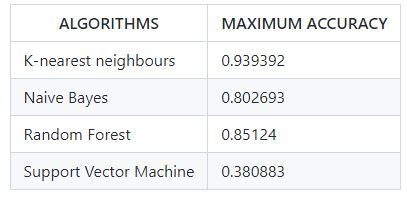 ALGORITHMS MAXIMUM ACCURACY
K-nearest neighbours 0.939392
Naive Bayes 0.802693
Random Forest 0.85124
Support Vector Machine 0.380883